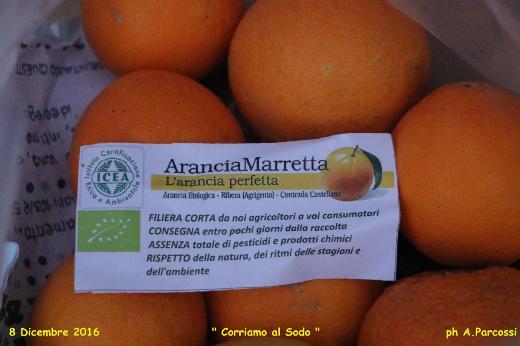 Istituto Certificazione
ICEA
Etica e Ambientale
AranciaMarretta
L'arancia perfetta
Arancia Biologica - Ribera (Agrigento) - Contrada Castellana
FILIERA CORTA da noi agricoltori a voi consumatori
CONSEGNA entro pochi giorni dalla raccolta
ASSENZA totale di pesticidi e prodotti chimici
RISPETTO della natura, dei ritmi delle stagioni e
dell'ambiente
8 Dicembre 2016
" Corriamo al Sodo "
ph A.Parcossi